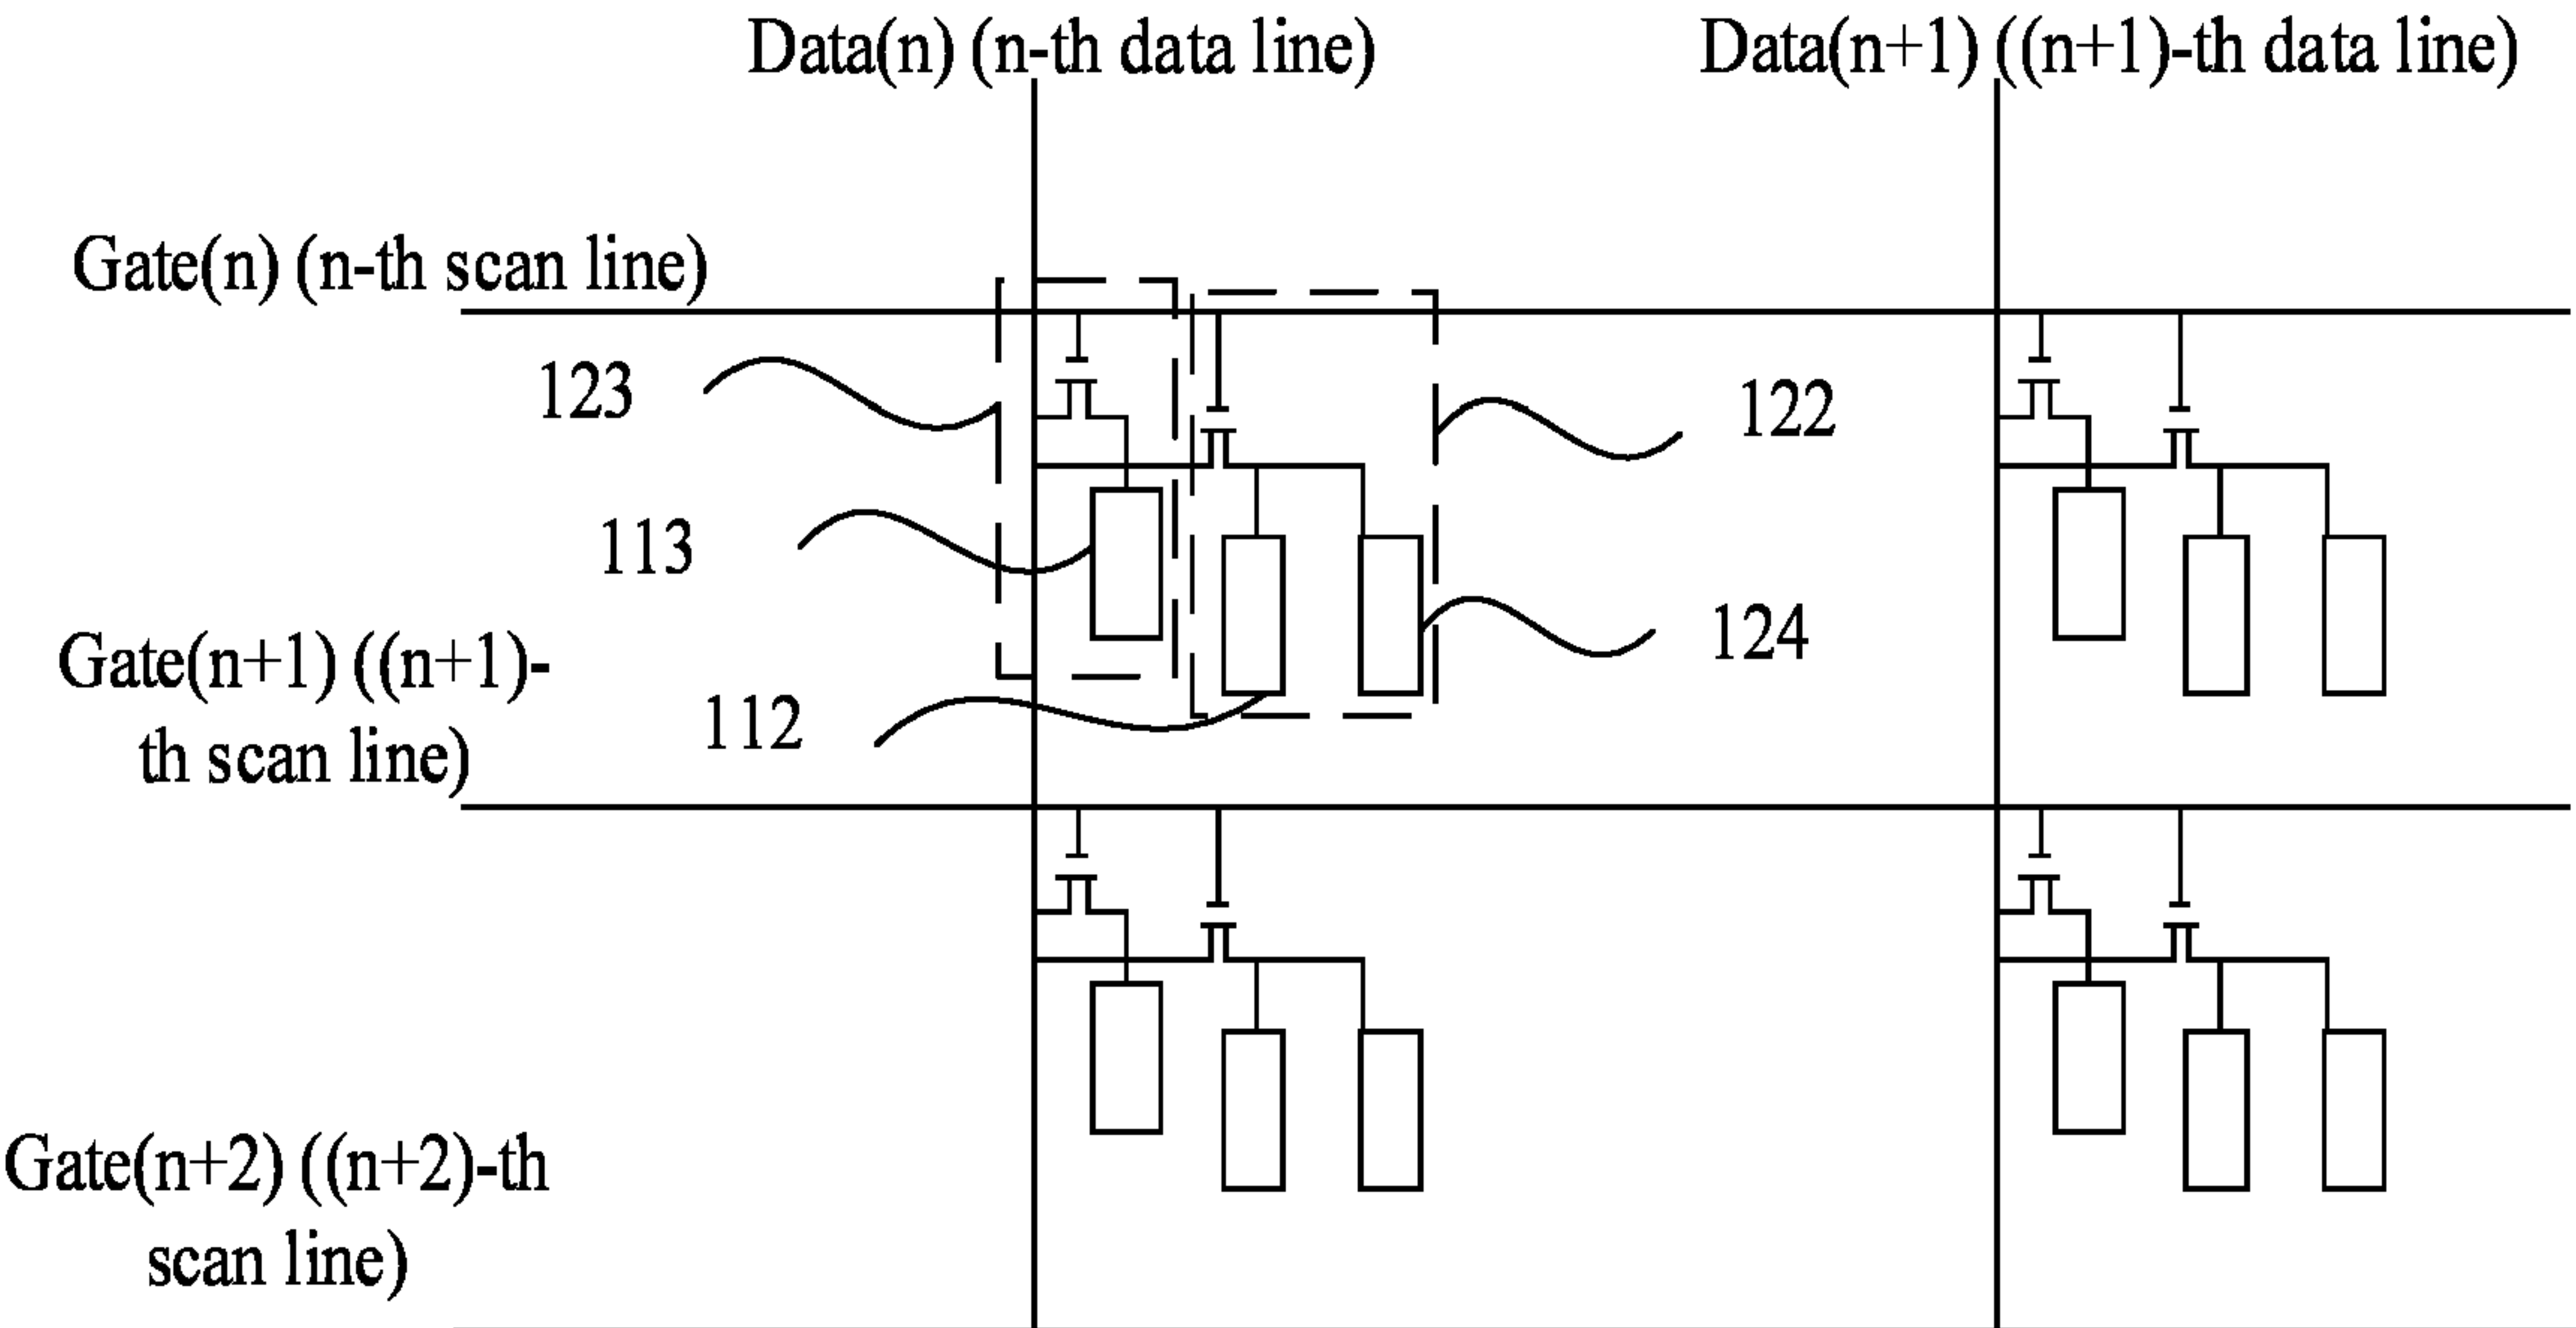 Data(n) (n-th data line)
Data(n+1) ((n+1)-th data line)
Gate(n) (n-th scan line)
123
122
113
124
Gate(n+1) ((n+1)-
th scan line)
112
Gate(n+2) ((n+2)-th
scan line)